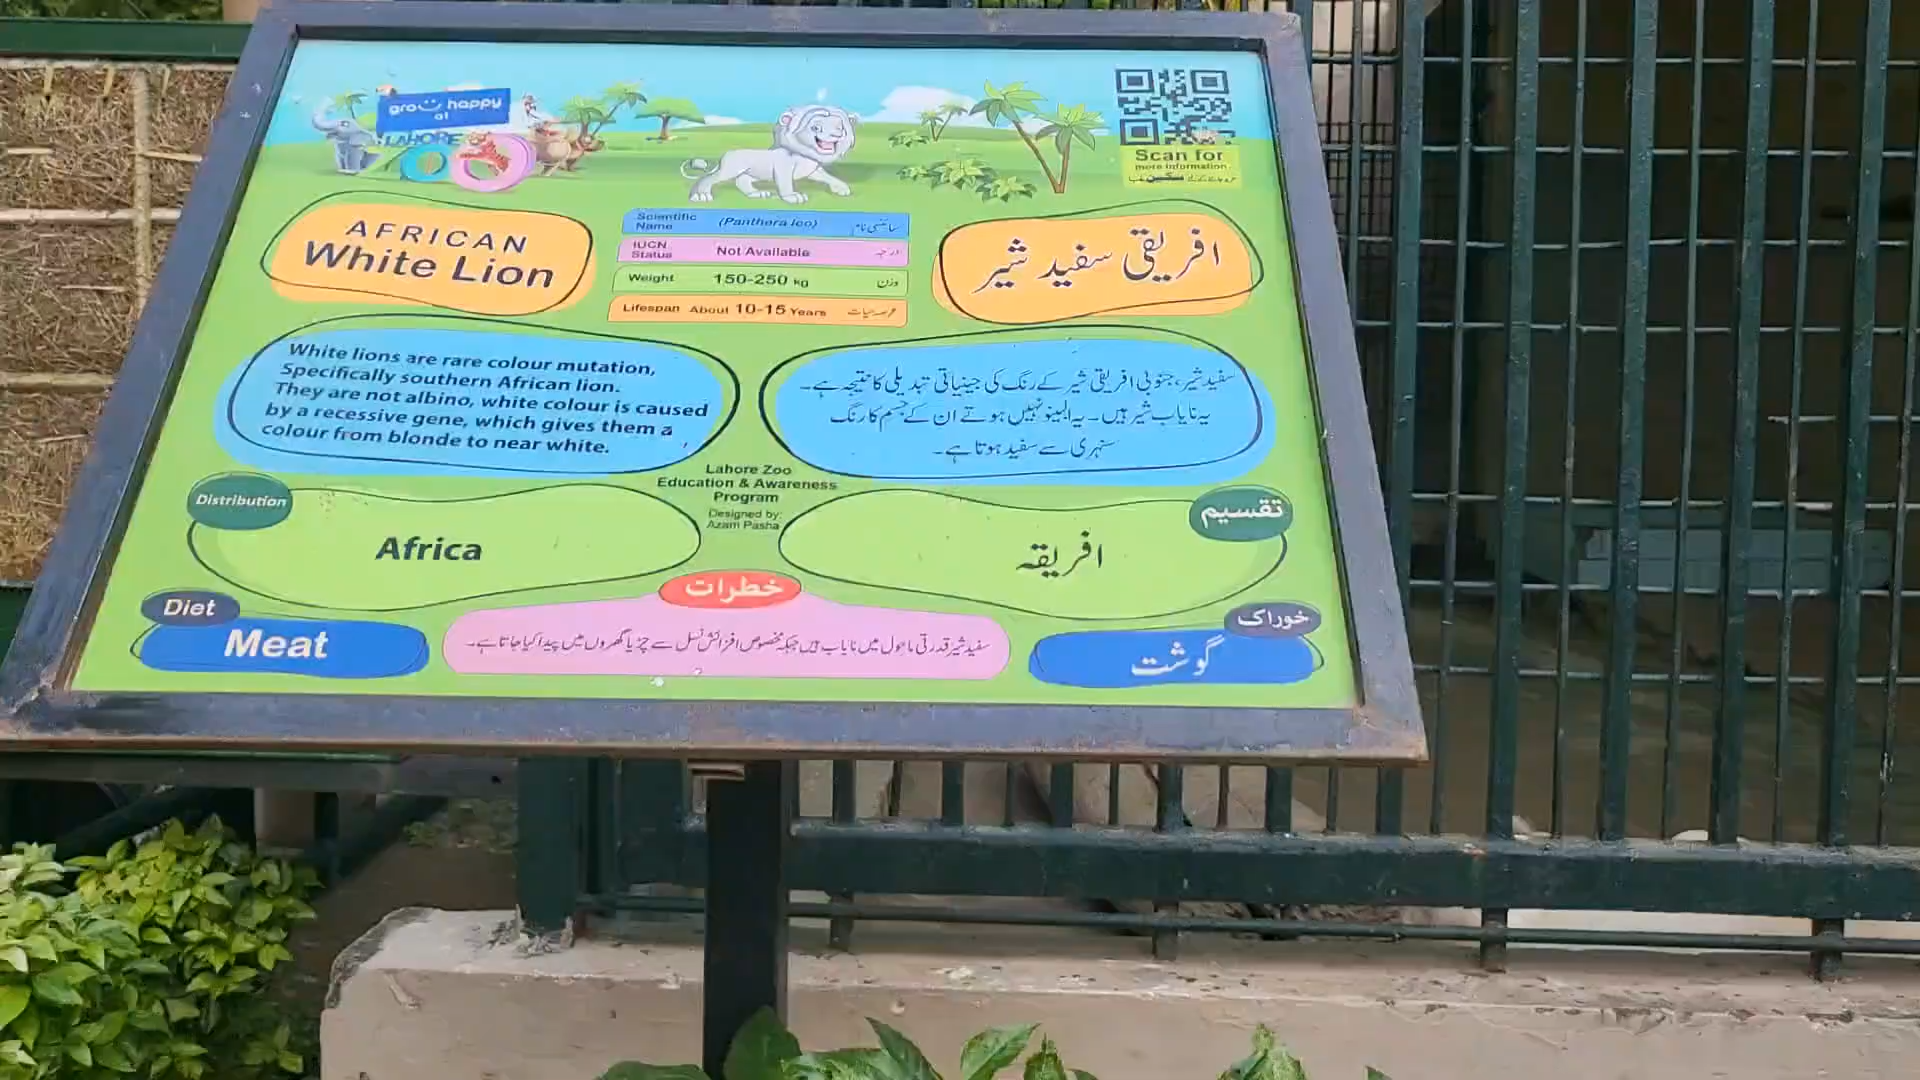 grow happy
at
LAHORE
ZOO
Scan for
more information
AFRICAN
White Lion
Scientific Name (Panthera leo) سائنسی نام
IUCN Status Not Available درجہ
Weight 150-250 kg وزن
Lifespan About 10-15 Years عرصہ حیات
افریقی سفید شیر
White lions are rare colour mutation,
Specifically southern African lion.
They are not albino, white colour is caused
by a recessive gene, which gives them a
colour from blonde to near white.
سفید شیر، جنوبی افریقی شیر کے رنگ کی جینیاتی تبدیلی کا نتیجہ ہے۔
یہ نایاب شیر ہیں۔ یہ البینو نہیں ہوتے ان کے جسم کا رنگ
سنہری سے سفید ہوتا ہے۔
Lahore Zoo
Education & Awareness
Program
Designed by:
Azam Pasha
Distribution
Africa
تقسیم
افریقہ
Diet
Meat
خطرات
سفید شیر قدرتی ماحول میں نایاب ہیں جبکہ مخصوص افزائش نسل سے چڑیا گھروں میں پیدا کیا جاتا ہے۔
خوراک
گوشت